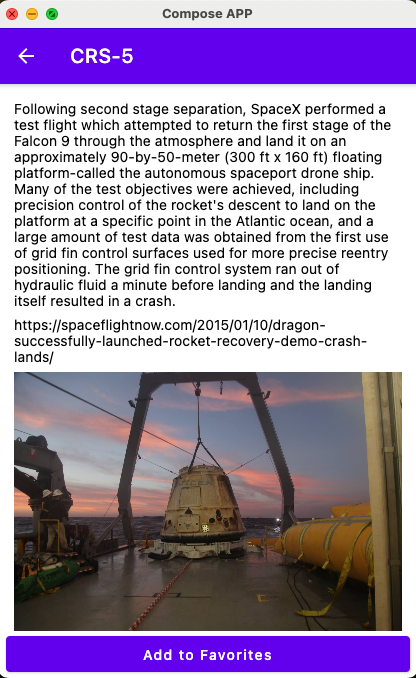 Compose APP
CRS-5
Following second stage separation, SpaceX performed a
test flight which attempted to return the first stage of the
Falcon 9 through the atmosphere and land it on an
approximately 90-by-50-meter (300 ft x 160 ft) floating
platform-called the autonomous spaceport drone ship.
Many of the test objectives were achieved, including
precision control of the rocket's descent to land on the
platform at a specific point in the Atlantic ocean, and a
large amount of test data was obtained from the first use
of grid fin control surfaces used for more precise reentry
positioning. The grid fin control system ran out of
hydraulic fluid a minute before landing and the landing
itself resulted in a crash.
https://spaceflightnow.com/2015/01/10/dragon-
successfully-launched-rocket-recovery-demo-crash-
lands/
Add to Favorites